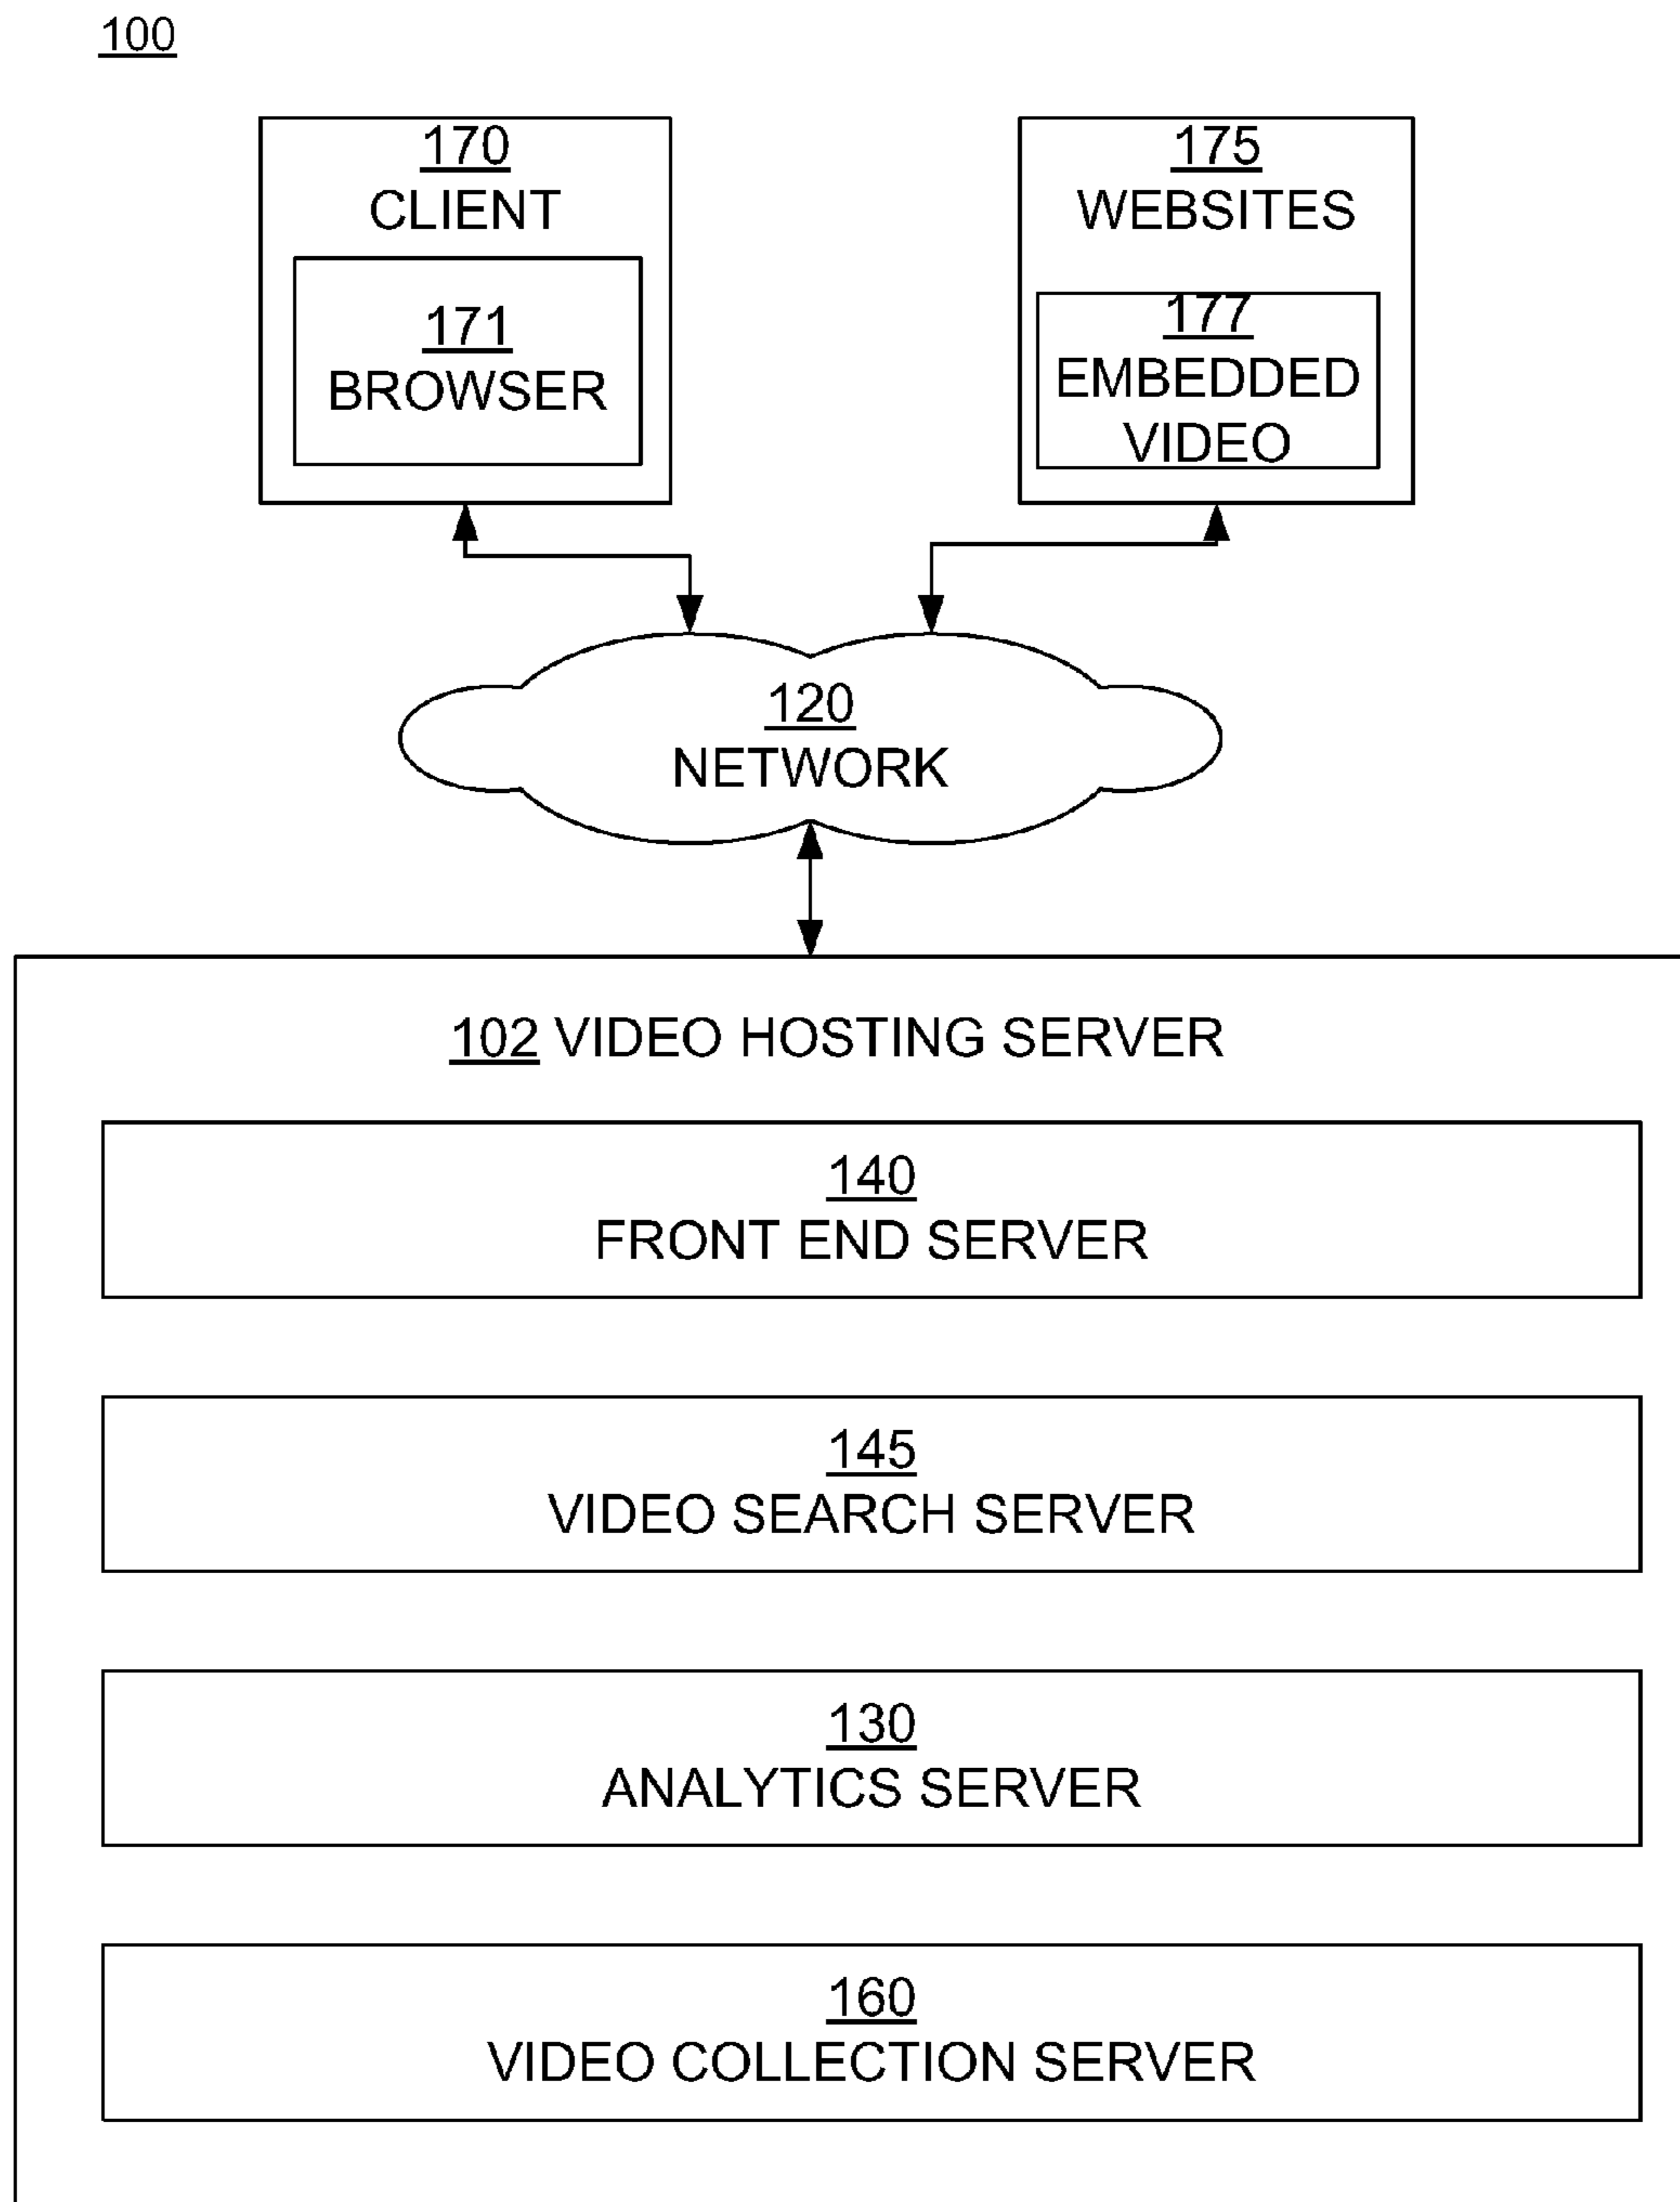 100
170
CLIENT
171
BROWSER
175
WEBSITES
177
EMBEDDED
VIDEO
120
NETWORK
102 VIDEO HOSTING SERVER
140
FRONT END SERVER
145
VIDEO SEARCH SERVER
130
ANALYTICS SERVER
160
VIDEO COLLECTION SERVER